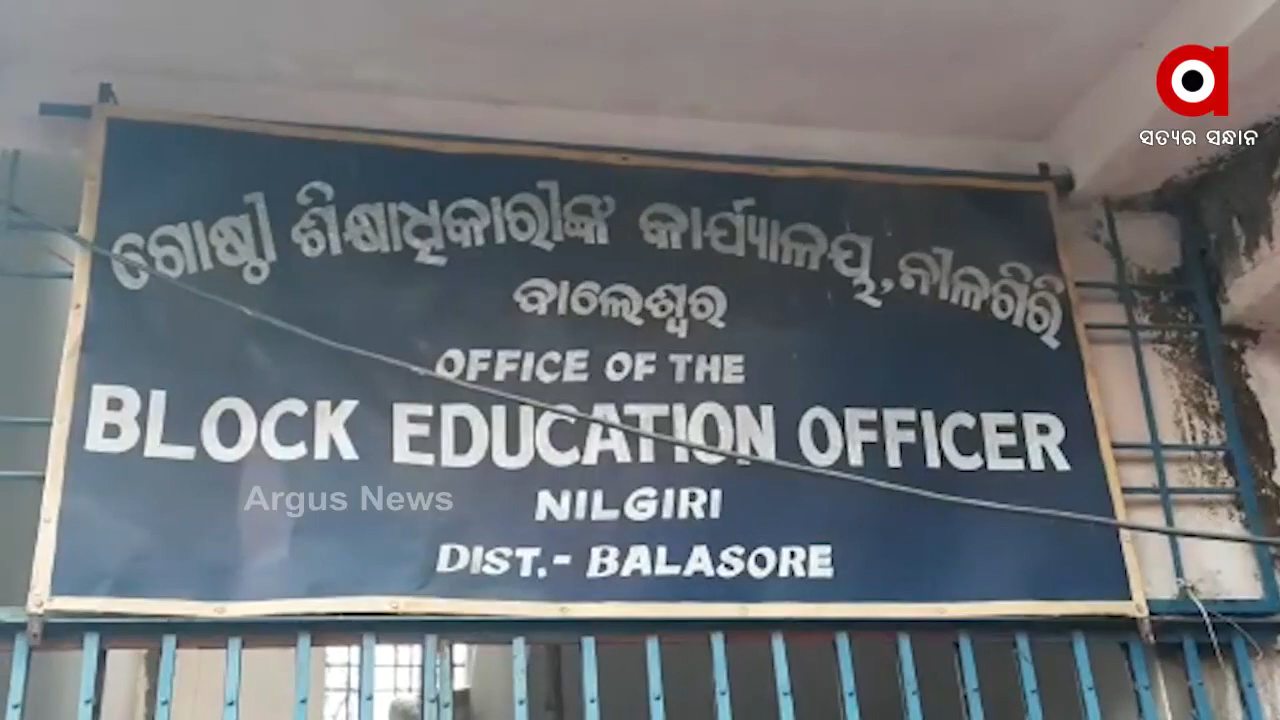 ସତ୍ୟର ସନ୍ଧାନ
ଗୋଷ୍ଠୀ ଶିକ୍ଷାଧିକାରୀଙ୍କ କାର୍ଯ୍ୟାଳୟ, ନୀଳଗିରି
ବାଲେଶ୍ୱର
OFFICE OF THE
BLOCK EDUCATION OFFICER
Argus News
NILGIRI
DIST.- BALASORE